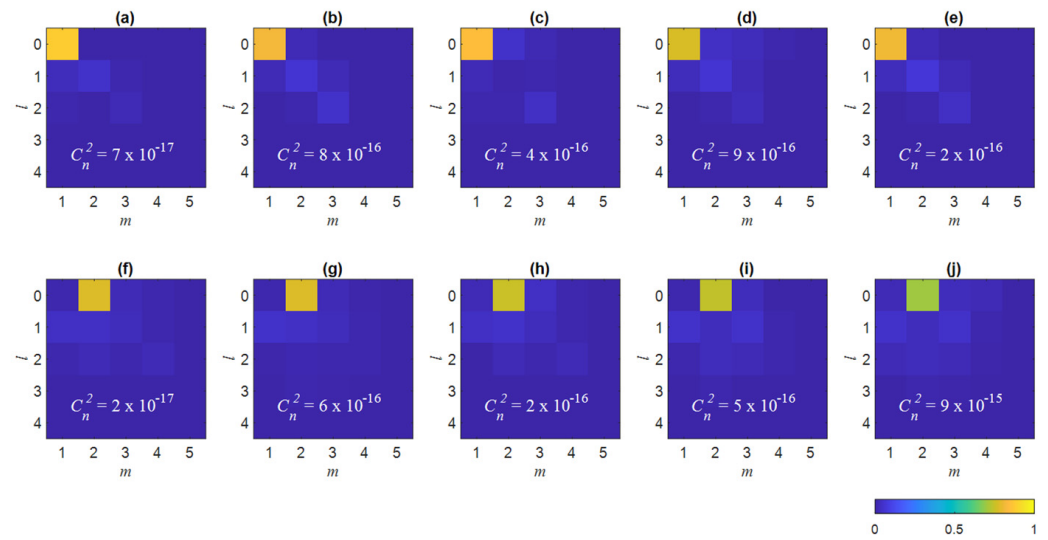 (a) (b) (c) (d) (e)
0 0 0 0 0
1 1 1 1 1
l l l l l
2 2 2 2 2
3 3 3 3 3
C_n^2 = 7 x 10^-17 C_n^2 = 8 x 10^-16 C_n^2 = 4 x 10^-16 C_n^2 = 9 x 10^-16 C_n^2 = 2 x 10^-16
4 4 4 4 4
1 2 3 4 5 1 2 3 4 5 1 2 3 4 5 1 2 3 4 5 1 2 3 4 5
m m m m m
(f) (g) (h) (i) (j)
0 0 0 0 0
1 1 1 1 1
l l l l l
2 2 2 2 2
3 3 3 3 3
C_n^2 = 2 x 10^-17 C_n^2 = 6 x 10^-16 C_n^2 = 2 x 10^-16 C_n^2 = 5 x 10^-16 C_n^2 = 9 x 10^-15
4 4 4 4 4
1 2 3 4 5 1 2 3 4 5 1 2 3 4 5 1 2 3 4 5 1 2 3 4 5
m m m m m
0 0.5 1